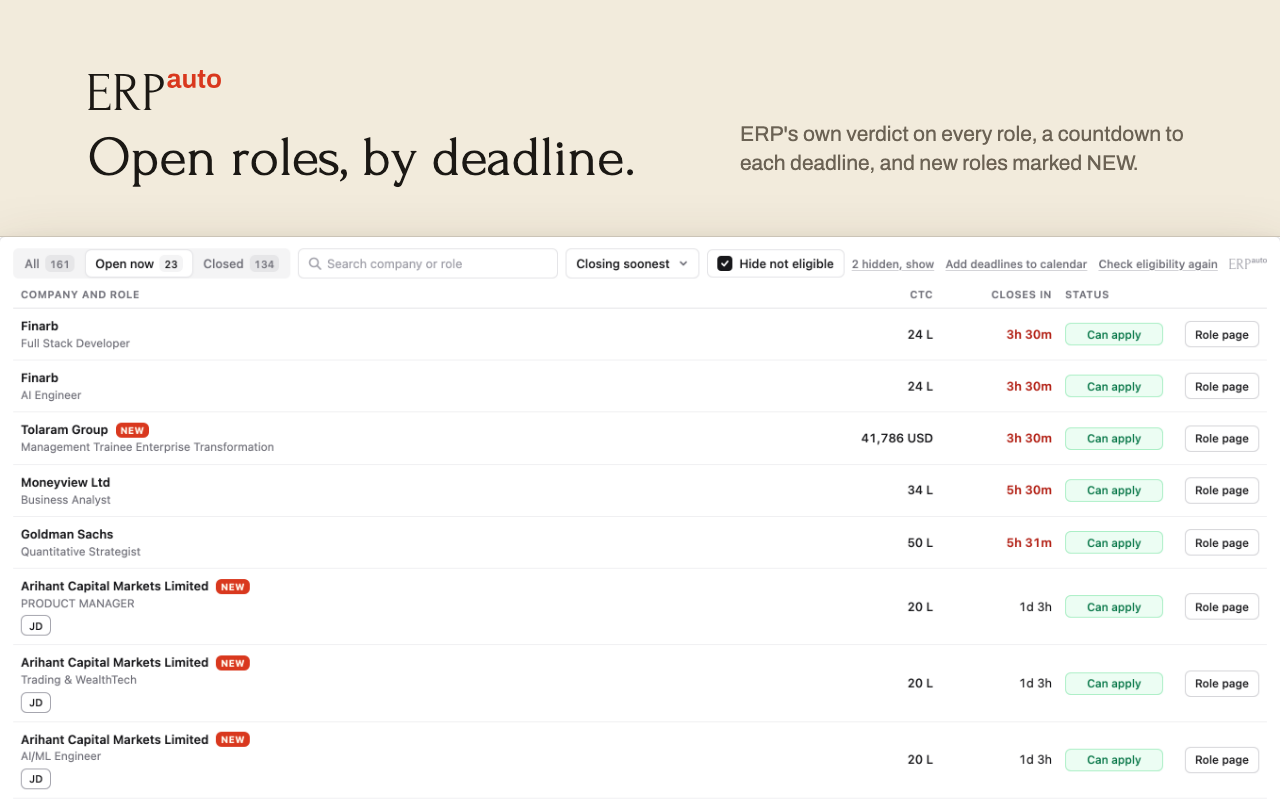 ERPauto
Open roles, by deadline.
ERP's own verdict on every role, a countdown to
each deadline, and new roles marked NEW.
All 161 Open now 23 Closed 134 Search company or role Closing soonest Hide not eligible 2 hidden, show Add deadlines to calendar Check eligibility again ERPauto
COMPANY AND ROLE CTC CLOSES IN STATUS
Finarb
Full Stack Developer
24 L 3h 30m Can apply Role page
Finarb
AI Engineer
24 L 3h 30m Can apply Role page
Tolaram Group NEW
Management Trainee Enterprise Transformation
41,786 USD 3h 30m Can apply Role page
Moneyview Ltd
Business Analyst
34 L 5h 30m Can apply Role page
Goldman Sachs
Quantitative Strategist
50 L 5h 31m Can apply Role page
Arihant Capital Markets Limited NEW
PRODUCT MANAGER
JD
20 L 1d 3h Can apply Role page
Arihant Capital Markets Limited NEW
Trading & WealthTech
JD
20 L 1d 3h Can apply Role page
Arihant Capital Markets Limited NEW
AI/ML Engineer
JD
20 L 1d 3h Can apply Role page